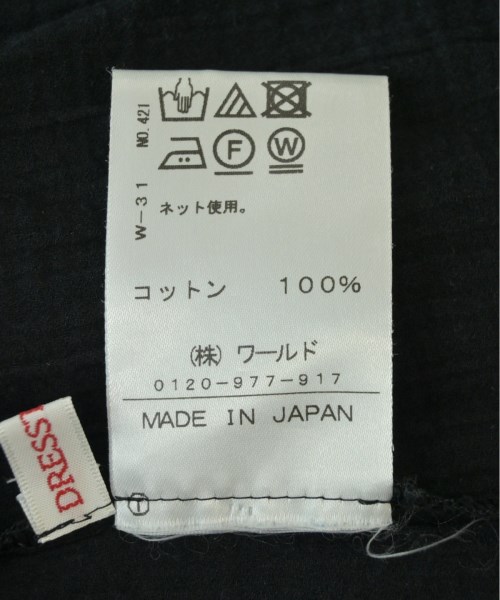 W-31 NO.421
F W
ネット使用。
コットン 100%
(株) ワールド
0120-977-917
MADE IN JAPAN
T